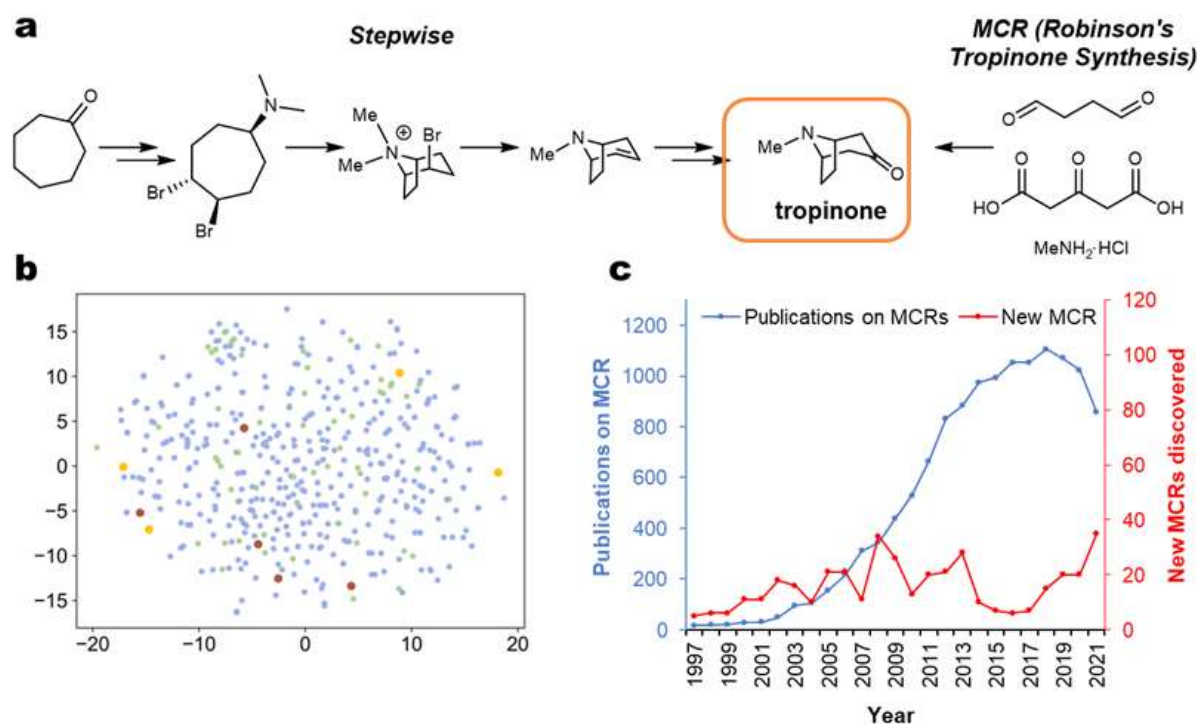 a
Stepwise
MCR (Robinson's
Tropinone Synthesis)
O
N
Br
Br
Me
N
⊕
Br
Me
N
Me
N
Me
O
tropinone
O
O
O
O
O
HO
OH
MeNH2·HCl
b
15
10
5
0
−5
−10
−15
−20
−10
0
10
20
c
Publications on MCRs
New MCR
Publications on MCR
1200
1000
800
600
400
200
0
120
100
80
60
40
20
0
New MCRs discovered
1997
1999
2001
2003
2005
2007
2009
2011
2013
2015
2017
2019
2021
Year